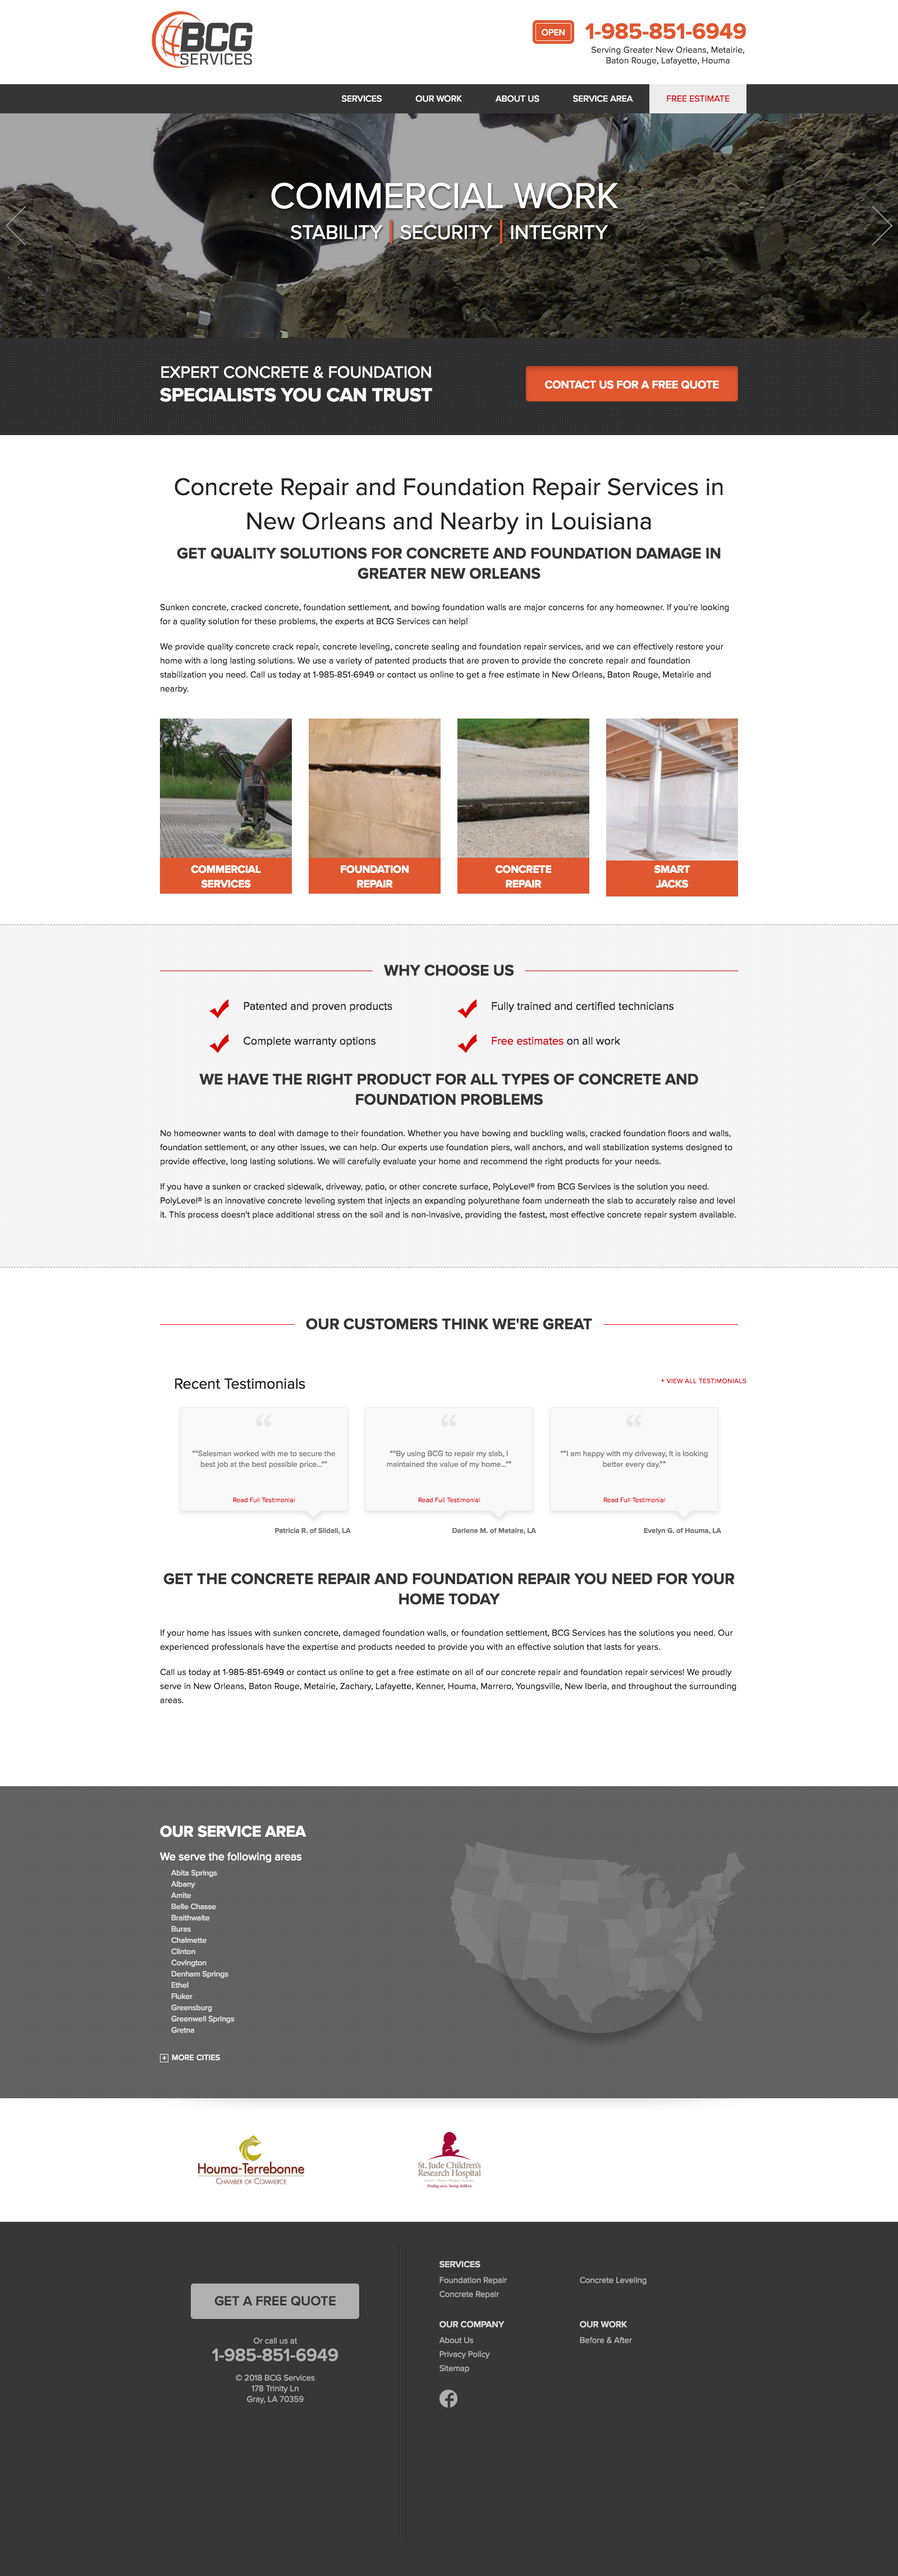 BCG
SERVICES
OPEN
1-985-851-6949
Serving Greater New Orleans, Metairie,
Baton Rouge, Lafayette, Houma
SERVICES
OUR WORK
ABOUT US
SERVICE AREA
FREE ESTIMATE
COMMERCIAL WORK
STABILITY | SECURITY | INTEGRITY
EXPERT CONCRETE & FOUNDATION
SPECIALISTS YOU CAN TRUST
CONTACT US FOR A FREE QUOTE
Concrete Repair and Foundation Repair Services in
New Orleans and Nearby in Louisiana
GET QUALITY SOLUTIONS FOR CONCRETE AND FOUNDATION DAMAGE IN
GREATER NEW ORLEANS
Sunken concrete, cracked concrete, foundation settlement, and bowing foundation walls are major concerns for any homeowner. If you're looking
for a quality solution for these problems, the experts at BCG Services can help!
We provide quality concrete crack repair, concrete leveling, concrete sealing and foundation repair services, and we can effectively restore your
home with a long lasting solutions. We use a variety of patented products that are proven to provide the concrete repair and foundation
stabilization you need. Call us today at 1-985-851-6949 or contact us online to get a free estimate in New Orleans, Baton Rouge, Metairie and
nearby.
COMMERCIAL
SERVICES
FOUNDATION
REPAIR
CONCRETE
REPAIR
SMART
JACKS
WHY CHOOSE US
Patented and proven products
Fully trained and certified technicians
Complete warranty options
Free estimates on all work
WE HAVE THE RIGHT PRODUCT FOR ALL TYPES OF CONCRETE AND
FOUNDATION PROBLEMS
No homeowner wants to deal with damage to their foundation. Whether you have bowing and buckling walls, cracked foundation floors and walls,
foundation settlement, or any other issues, we can help. Our experts use foundation piers, wall anchors, and wall stabilization systems designed to
provide effective, long lasting solutions. We will carefully evaluate your home and recommend the right products for your needs.
If you have a sunken or cracked sidewalk, driveway, patio, or other concrete surface, PolyLevel® from BCG Services is the solution you need.
PolyLevel® is an innovative concrete leveling system that injects an expanding polyurethane foam underneath the slab to accurately raise and level
it. This process doesn't place additional stress on the soil and is non-invasive, providing the fastest, most effective concrete repair system available.
OUR CUSTOMERS THINK WE'RE GREAT
Recent Testimonials
+ VIEW ALL TESTIMONIALS
""Salesman worked with me to secure the
best job at the best possible price...""
Read Full Testimonial
Patricia R. of Slidell, LA
""By using BCG to repair my slab, I
maintained the value of my home...""
Read Full Testimonial
Darlene M. of Metaire, LA
""I am happy with my driveway, It is looking
better every day.""
Read Full Testimonial
Evelyn G. of Houma, LA
GET THE CONCRETE REPAIR AND FOUNDATION REPAIR YOU NEED FOR YOUR
HOME TODAY
If your home has issues with sunken concrete, damaged foundation walls, or foundation settlement, BCG Services has the solutions you need. Our
experienced professionals have the expertise and products needed to provide you with an effective solution that lasts for years.
Call us today at 1-985-851-6949 or contact us online to get a free estimate on all of our concrete repair and foundation repair services! We proudly
serve in New Orleans, Baton Rouge, Metairie, Zachary, Lafayette, Kenner, Houma, Marrero, Youngsville, New Iberia, and throughout the surrounding
areas.
OUR SERVICE AREA
We serve the following areas
Abita Springs
Albany
Amite
Belle Chasse
Braithwaite
Buras
Chalmette
Clinton
Covington
Denham Springs
Ethel
Fluker
Greensburg
Greenwell Springs
Gretna
MORE CITIES
Houma-Terrebonne
CHAMBER OF COMMERCE
St. Jude Children's
Research Hospital
Finding cures. Saving children.
GET A FREE QUOTE
Or call us at
1-985-851-6949
© 2018 BCG Services
178 Trinity Ln
Gray, LA 70359
SERVICES
Foundation Repair
Concrete Leveling
Concrete Repair
OUR COMPANY
About Us
Privacy Policy
Sitemap
OUR WORK
Before & After